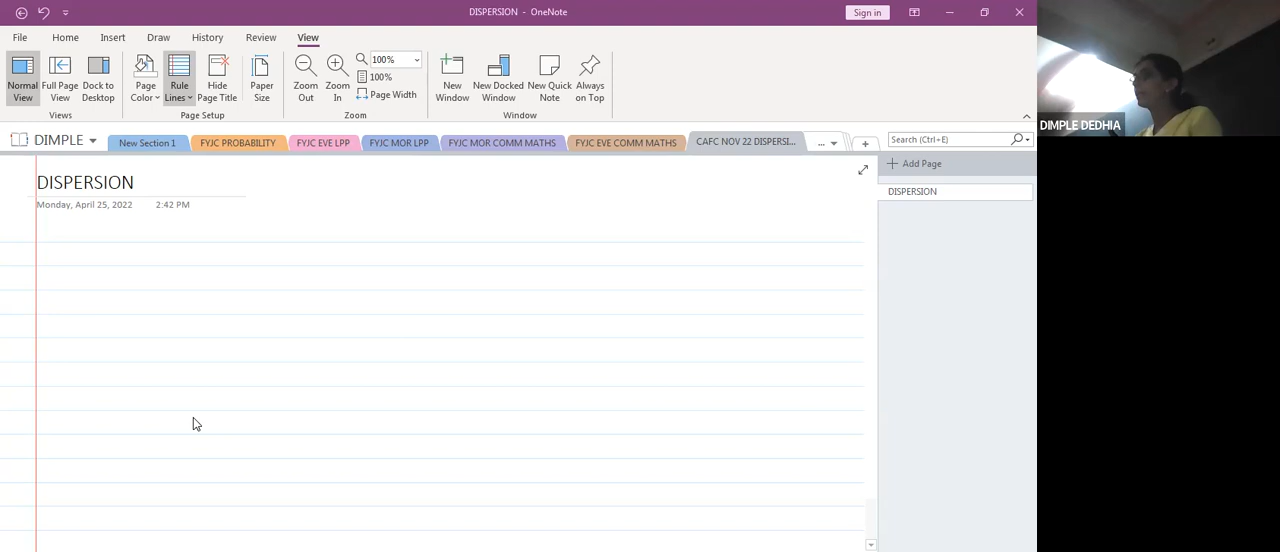 DISPERSION - OneNote
Sign in
File Home Insert Draw History Review View
Normal View
Full Page View
Dock to Desktop
Page Color
Rule Lines
Hide Page Title
Paper Size
Zoom Out
Zoom In
100%
100%
Page Width
New Window
New Docked Window
New Quick Note
Always on Top
Views Page Setup Zoom Window
DIMPLE New Section 1 FYJC PROBABILITY FYJC EVE LPP FYJC MOR LPP FYJC MOR COMM MATHS FYJC EVE COMM MATHS CAFC NOV 22 DISPERSI... ... Search (Ctrl+E)
DIMPLE DEDHIA
Add Page
DISPERSION
DISPERSION
Monday, April 25, 2022 2:42 PM